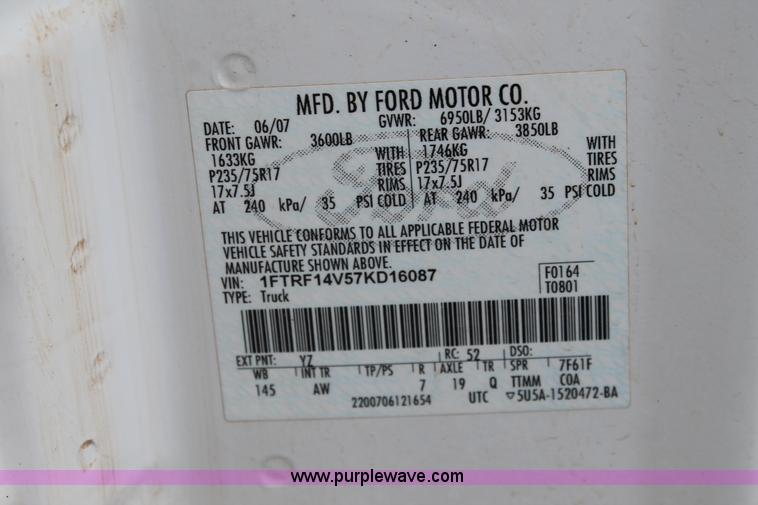 MFD. BY FORD MOTOR CO.
DATE: 06/07 GVWR: 6950LB/ 3153KG
FRONT GAWR: 3600LB REAR GAWR: 3850LB
1633KG WITH 1746KG WITH
P235/75R17 TIRES P235/75R17 TIRES
17x7.5J RIMS 17x7.5J RIMS
AT 240 kPa/ 35 PSI COLD AT 240 kPa/ 35 PSI COLD
Ford
THIS VEHICLE CONFORMS TO ALL APPLICABLE FEDERAL MOTOR
VEHICLE SAFETY STANDARDS IN EFFECT ON THE DATE OF
MANUFACTURE SHOWN ABOVE.
VIN: 1FTRF14V57KD16087 F0164
TYPE: Truck T0801
EXT PNT: YZ RC: 52 DSO:
WB INT TR TP/PS R AXLE TR SPR 7F61F
145 AW 7 19 Q TTMM COA
2200706121654 UTC ▽5U5A-1520472-BA
www.purplewave.com